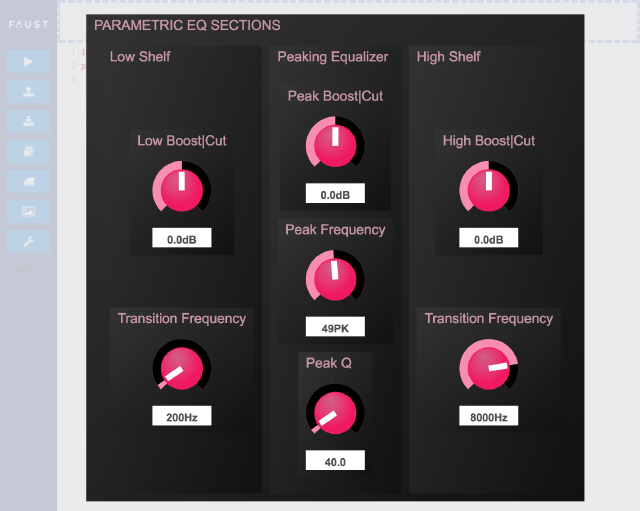 FAUST
PARAMETRIC EQ SECTIONS
Low Shelf
Low Boost|Cut
0.0dB
Transition Frequency
200Hz
Peaking Equalizer
Peak Boost|Cut
0.0dB
Peak Frequency
49PK
Peak Q
40.0
High Shelf
High Boost|Cut
0.0dB
Transition Frequency
8000Hz